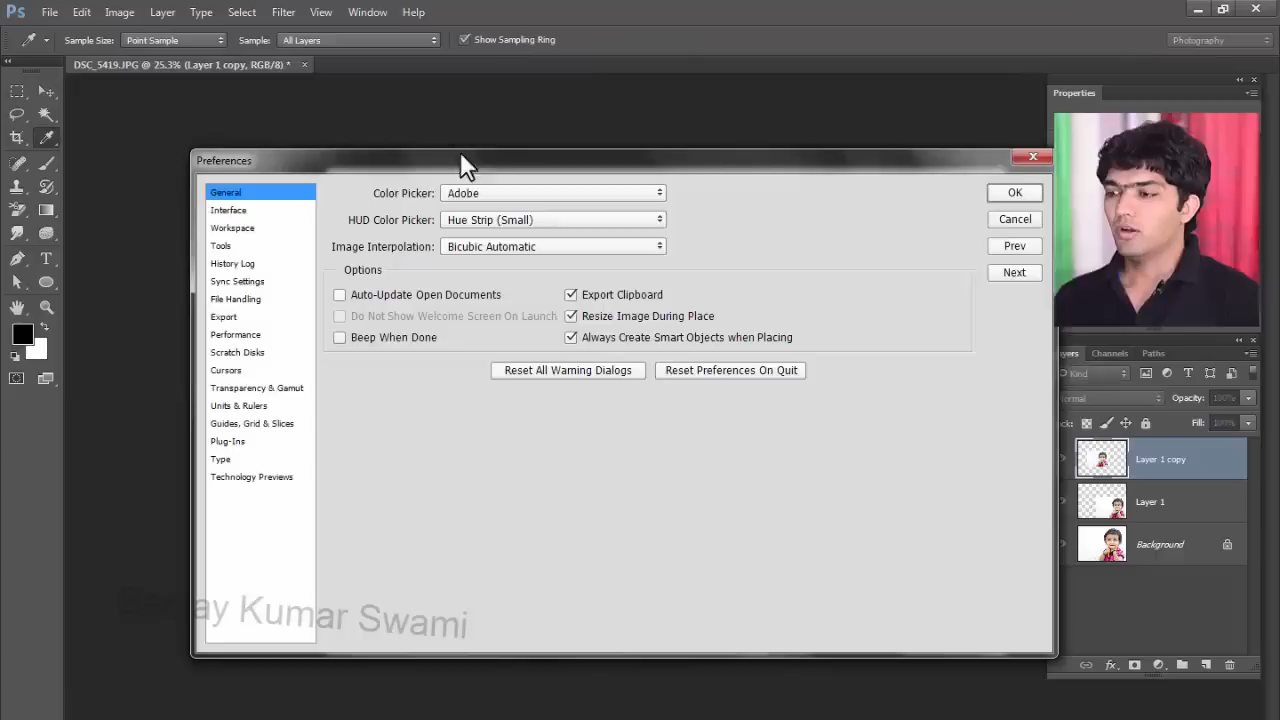 Ps File Edit Image Layer Type Select Filter View Window Help
Sample Size: Point Sample Sample: All Layers Show Sampling Ring Photography
DSC_5419.JPG @ 25.3% (Layer 1 copy, RGB/8) * ×
Properties
Preferences
General
Interface
Workspace
Tools
History Log
Sync Settings
File Handling
Export
Performance
Scratch Disks
Cursors
Transparency & Gamut
Units & Rulers
Guides, Grid & Slices
Plug-Ins
Type
Technology Previews
Color Picker: Adobe
HUD Color Picker: Hue Strip (Small)
Image Interpolation: Bicubic Automatic
Options
Auto-Update Open Documents Export Clipboard
Do Not Show Welcome Screen On Launch Resize Image During Place
Beep When Done Always Create Smart Objects when Placing
Reset All Warning Dialogs Reset Preferences On Quit
OK
Cancel
Prev
Next
Channels Paths
Kind
Opacity: 100%
Fill: 100%
Layer 1 copy
Layer 1
Background
Kumar Swami